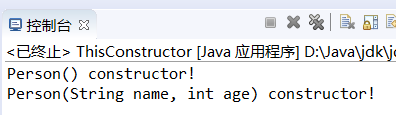 控制台
<已终止> ThisConstructor [Java 应用程序] D:\Java\jdk\j
Person() constructor!
Person(String name, int age) constructor!